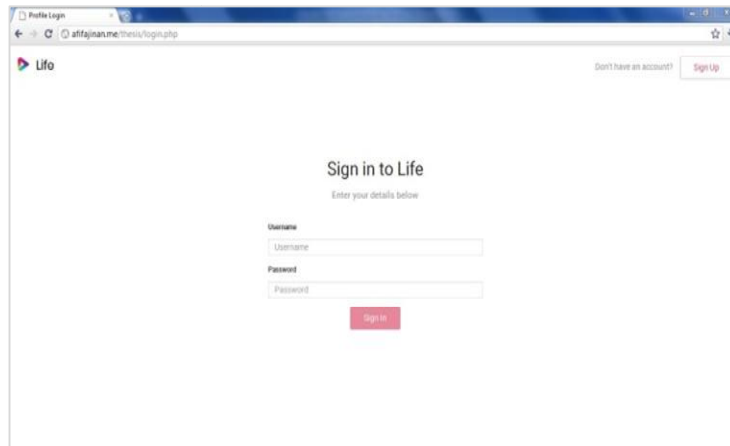 Profile Login
afifajinan.me/thesis/login.php
Life
Don't have an account?
Sign Up
Sign in to Life
Enter your details below
Username
Username
Password
Password
Sign In